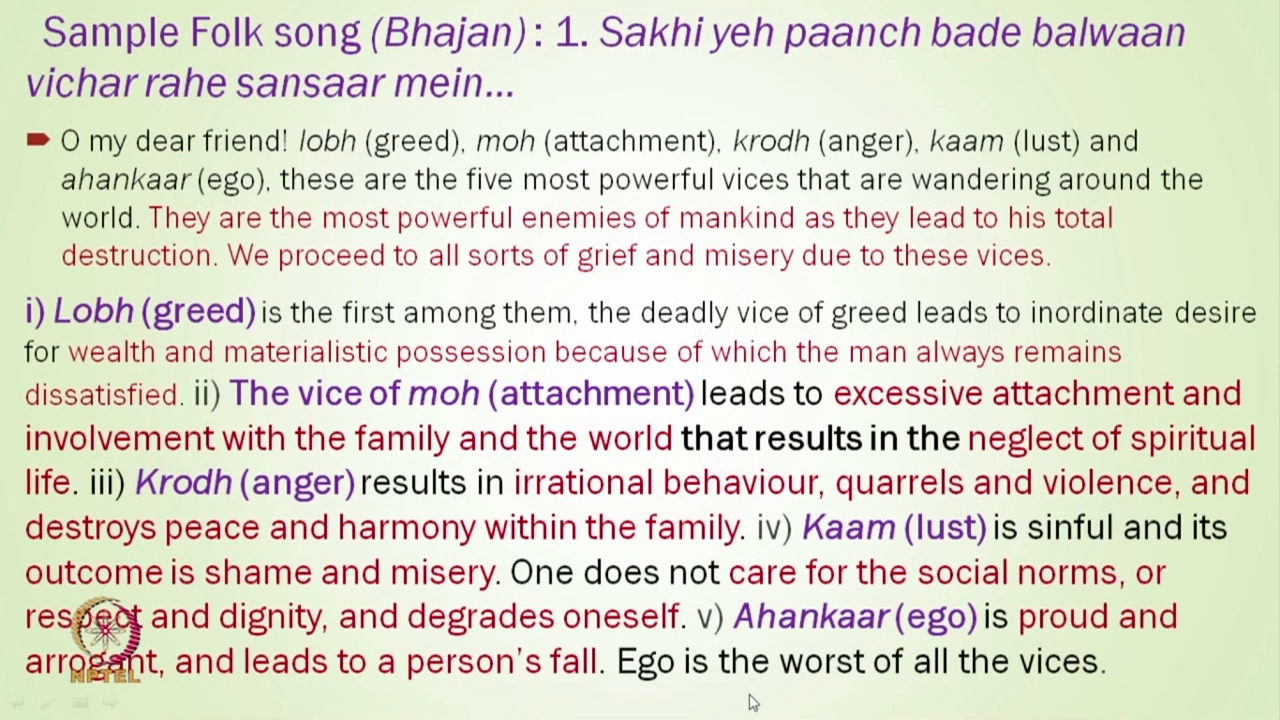 Sample Folk song (Bhajan) : 1. Sakhi yeh paanch bade balwaan
vichar rahe sansaar mein...
O my dear friend! lobh (greed), moh (attachment), krodh (anger), kaam (lust) and
ahankaar (ego), these are the five most powerful vices that are wandering around the
world. They are the most powerful enemies of mankind as they lead to his total
destruction. We proceed to all sorts of grief and misery due to these vices.
i) Lobh (greed) is the first among them, the deadly vice of greed leads to inordinate desire
for wealth and materialistic possession because of which the man always remains
dissatisfied. ii) The vice of moh (attachment) leads to excessive attachment and
involvement with the family and the world that results in the neglect of spiritual
life. iii) Krodh (anger) results in irrational behaviour, quarrels and violence, and
destroys peace and harmony within the family. iv) Kaam (lust) is sinful and its
outcome is shame and misery. One does not care for the social norms, or
respect and dignity, and degrades oneself. v) Ahankaar (ego) is proud and
arrogant, and leads to a person's fall. Ego is the worst of all the vices.
NPTEL